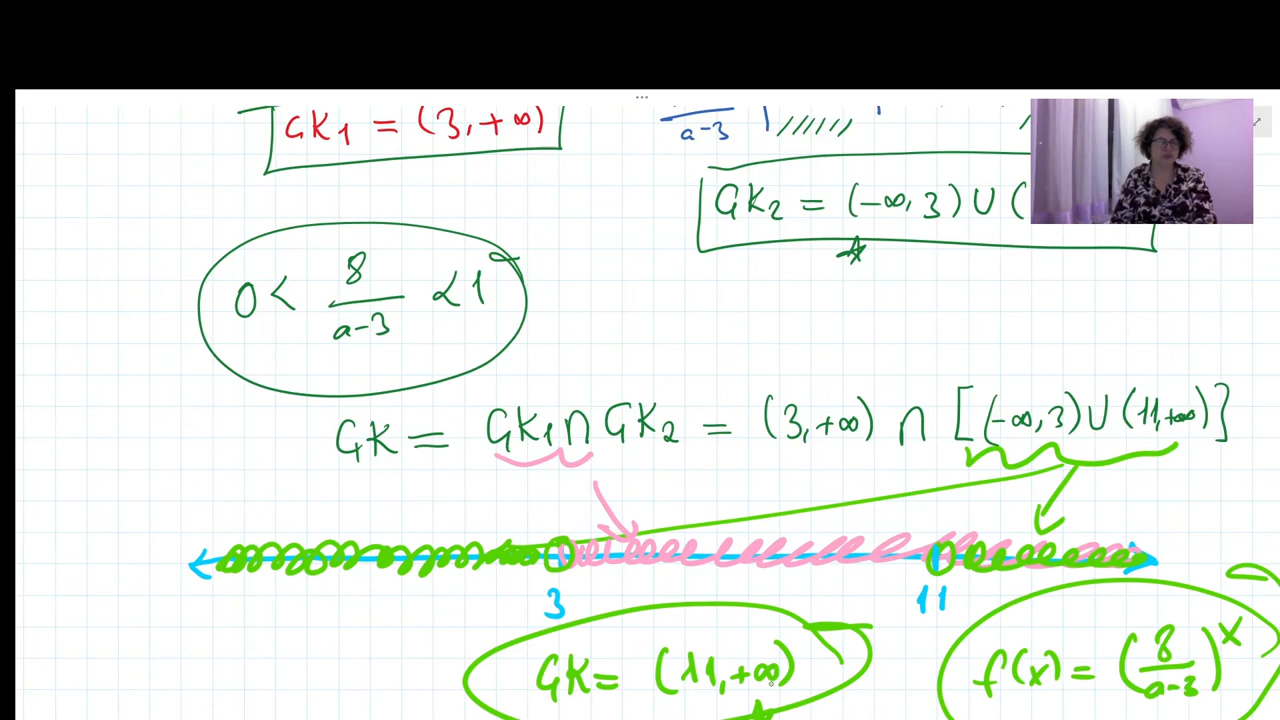 GK₁ = (3, +∞)
a-3
GK₂ = (-∞, 3) ∪ (
0 < 8/(a-3) < 1
GK = GK₁ ∩ GK₂ = (3, +∞) ∩ [(-∞, 3) ∪ (11, +∞)]
3 11
GK = (11, +∞)
f(x) = (8/(a-3))^x